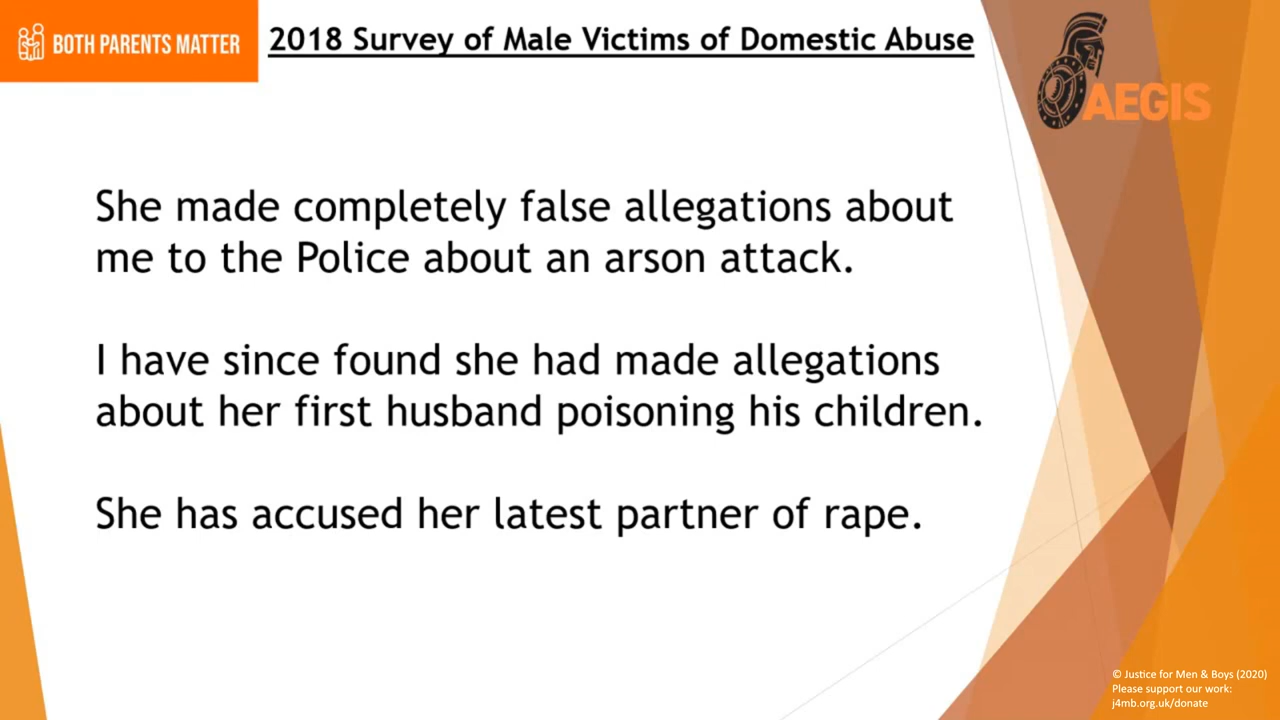 BOTH PARENTS MATTER
2018 Survey of Male Victims of Domestic Abuse
AEGIS
She made completely false allegations about
me to the Police about an arson attack.
I have since found she had made allegations
about her first husband poisoning his children.
She has accused her latest partner of rape.
© Justice for Men & Boys (2020)
Please support our work:
j4mb.org.uk/donate